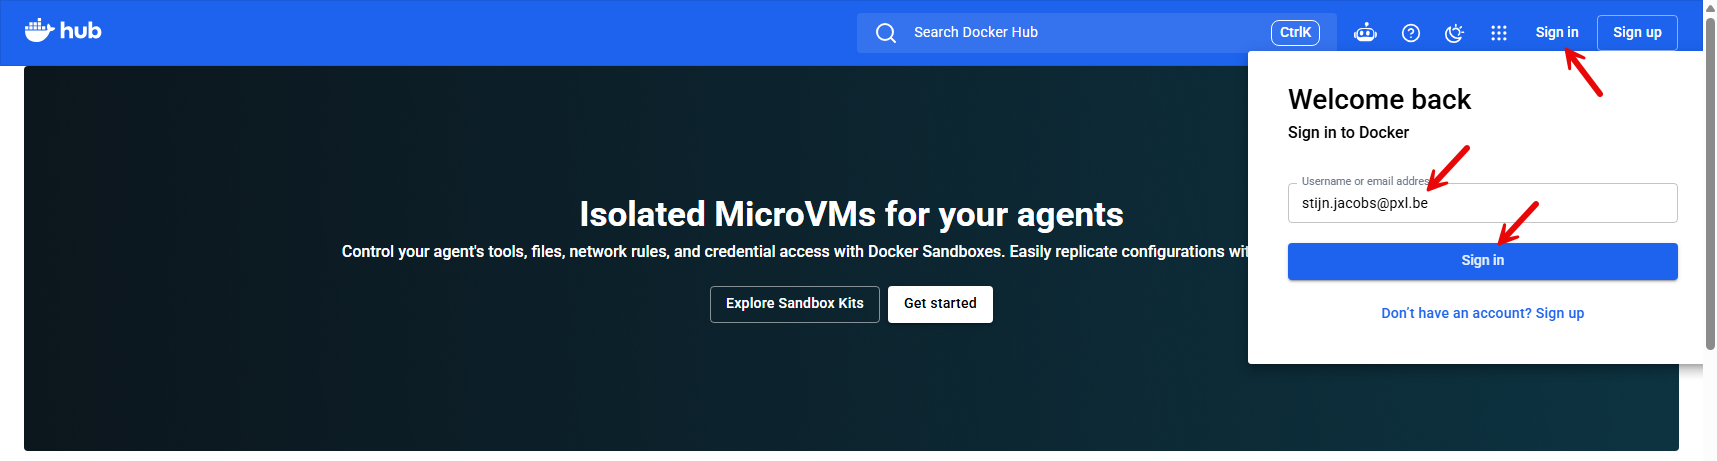 hub
Search Docker Hub
CtrlK
Sign in
Sign up
Welcome back
Sign in to Docker
Username or email
stijn.jacobs@pxl.be
Sign in
Don't have an account? Sign up
Isolated MicroVMs for your agents
Control your agent's tools, files, network rules, and credential access with Docker Sandboxes. Easily replicate configurations
Explore Sandbox Kits
Get started